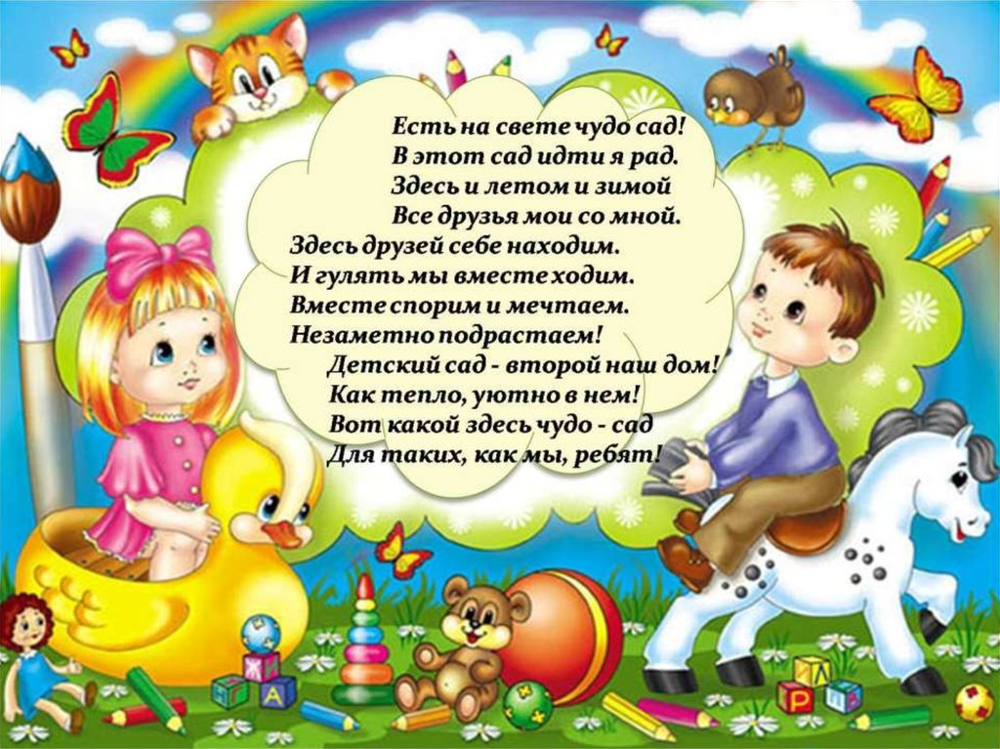 Есть на свете чудо сад!
В этот сад идти я рад.
Здесь и летом и зимой
Все друзья мои со мной.
Здесь друзей себе находим.
И гулять мы вместе ходим.
Вместе спорим и мечтаем.
Незаметно подрастаем!
Детский сад - второй наш дом!
Как тепло, уютно в нем!
Вот какой здесь чудо - сад
Для таких, как мы, ребят!
Ж
А
Р